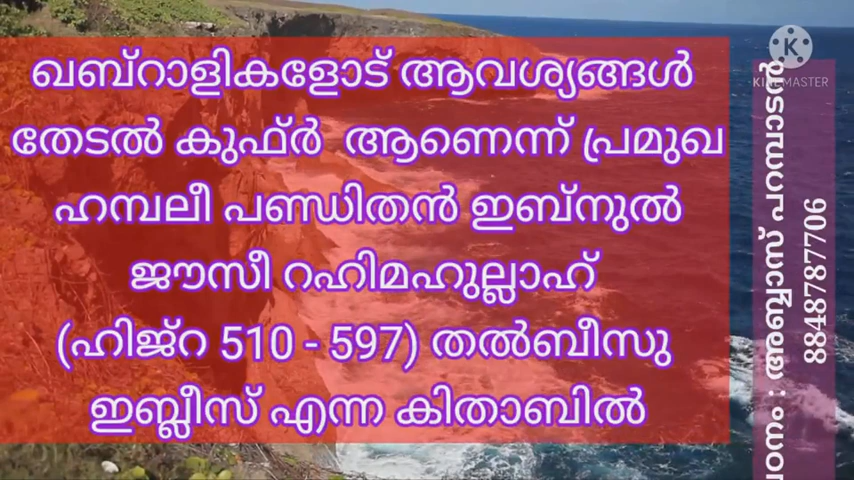 ഖബ്റാളികളോട് ആവശ്യങ്ങൾ
തേടൽ കുഫ്ർ ആണെന്ന് പ്രമുഖ
ഹമ്പലീ പണ്ഡിതൻ ഇബ്നുൽ
ജൗസീ റഹിമഹുല്ലാഹ്
(ഹിജ്റ 510 - 597) തൽബീസു
ഇബ്ലീസ് എന്ന കിതാബിൽ
K
KINEMASTER
: അബ്ബാസ് പറമ്പാടൻ
8848787706